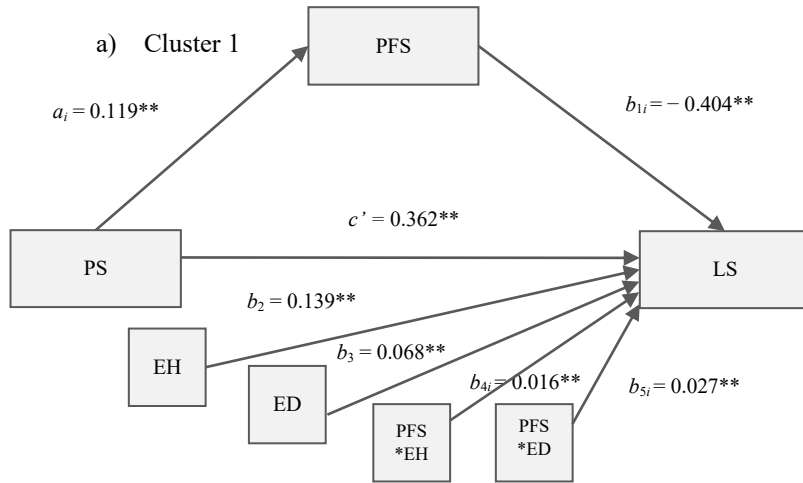 a) Cluster 1
PFS
aᵢ = 0.119**
b₁ᵢ = − 0.404**
c’ = 0.362**
PS
LS
b₂ = 0.139**
EH
b₃ = 0.068**
ED
b₄ᵢ = 0.016**
b₅ᵢ = 0.027**
PFS
*EH
PFS
*ED